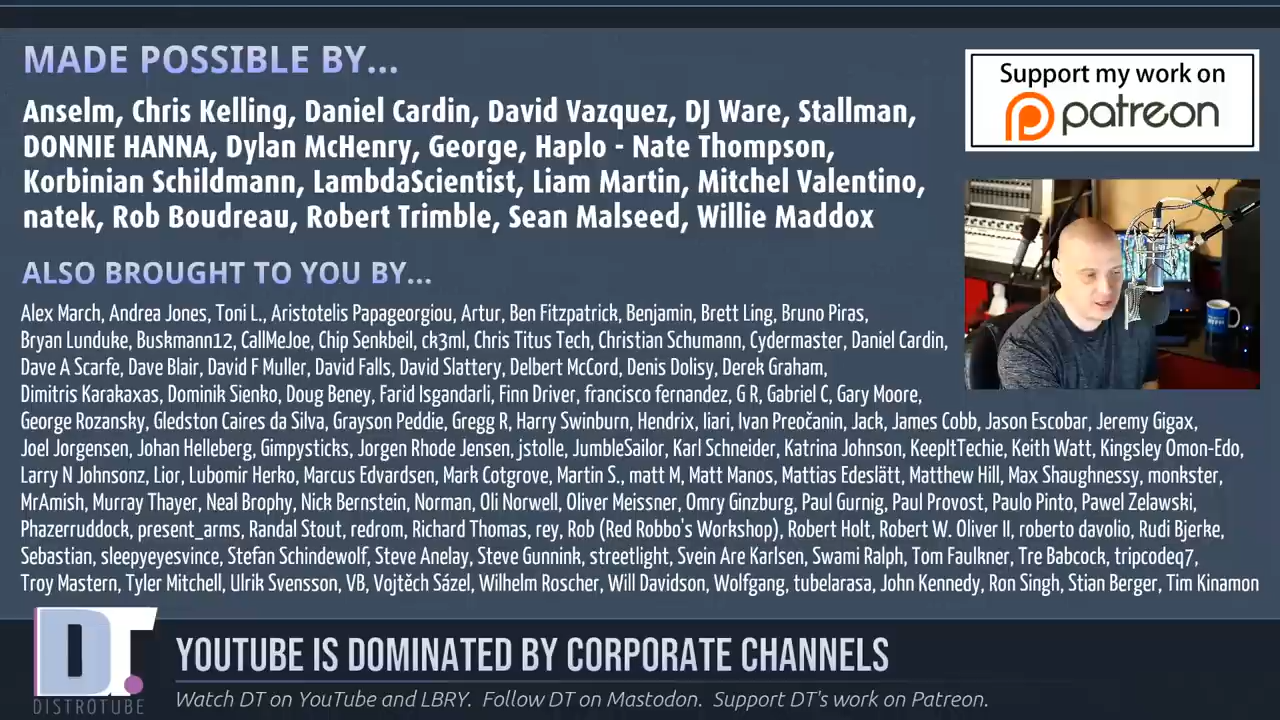 MADE POSSIBLE BY...
Anselm, Chris Kelling, Daniel Cardin, David Vazquez, DJ Ware, Stallman,
DONNIE HANNA, Dylan McHenry, George, Haplo - Nate Thompson,
Korbinian Schildmann, LambdaScientist, Liam Martin, Mitchel Valentino,
natek, Rob Boudreau, Robert Trimble, Sean Malseed, Willie Maddox
Support my work on
patreon
ALSO BROUGHT TO YOU BY...
Alex March, Andrea Jones, Toni L., Aristotelis Papageorgiou, Artur, Ben Fitzpatrick, Benjamin, Brett Ling, Bruno Piras,
Bryan Lunduke, Buskmann12, CallMeJoe, Chip Senkbeil, ck3ml, Chris Titus Tech, Christian Schumann, Cydermaster, Daniel Cardin,
Dave A Scarfe, Dave Blair, David F Muller, David Falls, David Slattery, Delbert McCord, Denis Dolisy, Derek Graham,
Dimitris Karakaxas, Dominik Sienko, Doug Beney, Farid Isgandarli, Finn Driver, francisco fernandez, G R, Gabriel C, Gary Moore,
George Rozansky, Gledston Caires da Silva, Grayson Peddie, Gregg R, Harry Swinburn, Hendrix, Iiari, Ivan Preočanin, Jack, James Cobb, Jason Escobar, Jeremy Gigax,
Joel Jorgensen, Johan Helleberg, Gimpysticks, Jorgen Rhode Jensen, jstolle, JumbleSailor, Karl Schneider, Katrina Johnson, KeepItTechie, Keith Watt, Kingsley Omon-Edo,
Larry N Johnsonz, Lior, Lubomir Herko, Marcus Edvardsen, Mark Cotgrove, Martin S., matt M, Matt Manos, Mattias Edeslätt, Matthew Hill, Max Shaughnessy, monkster,
MrAmish, Murray Thayer, Neal Brophy, Nick Bernstein, Norman, Oli Norwell, Oliver Meissner, Omry Ginzburg, Paul Gurnig, Paul Provost, Paulo Pinto, Pawel Zelawski,
Phazerruddock, present_arms, Randal Stout, redrom, Richard Thomas, rey, Rob (Red Robbo's Workshop), Robert Holt, Robert W. Oliver II, roberto davolio, Rudi Bjerke,
Sebastian, sleepyeyesvince, Stefan Schindewolf, Steve Anelay, Steve Gunnink, streetlight, Svein Are Karlsen, Swami Ralph, Tom Faulkner, Tre Babcock, tripcodeq7,
Troy Mastern, Tyler Mitchell, Ulrik Svensson, VB, Vojtěch Sázel, Wilhelm Roscher, Will Davidson, Wolfgang, tubelarasa, John Kennedy, Ron Singh, Stian Berger, Tim Kinamon
DT.
DISTROTUBE
YOUTUBE IS DOMINATED BY CORPORATE CHANNELS
Watch DT on YouTube and LBRY. Follow DT on Mastodon. Support DT's work on Patreon.